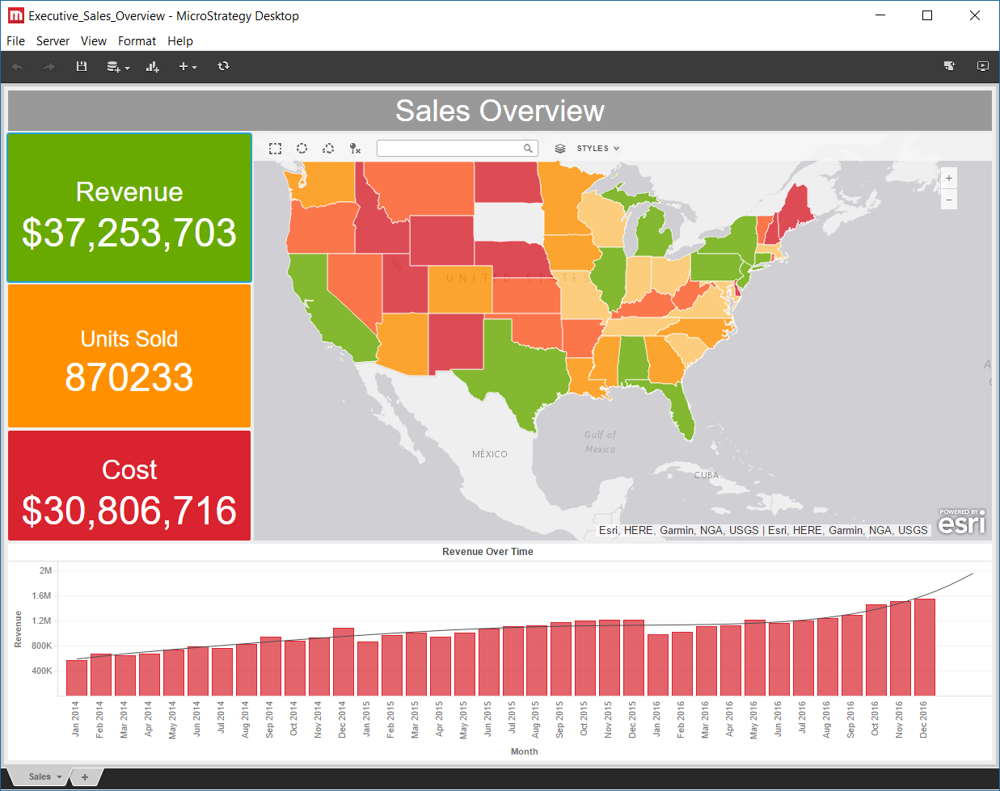 Executive_Sales_Overview - MicroStrategy Desktop
File Server View Format Help
Sales Overview
Revenue
$37,253,703
Units Sold
870233
Cost
$30,806,716
STYLES
+
−
UNITED STATES
Gulf of
Mexico
MÉXICO
CUBA
POWERED BY
esri
Esri, HERE, Garmin, NGA, USGS | Esri, HERE, Garmin, NGA, USGS
Revenue Over Time
Revenue
2M
1.6M
1.2M
800K
400K
Jan 2014
Feb 2014
Mar 2014
Apr 2014
May 2014
Jun 2014
Jul 2014
Aug 2014
Sep 2014
Oct 2014
Nov 2014
Dec 2014
Jan 2015
Feb 2015
Mar 2015
Apr 2015
May 2015
Jun 2015
Jul 2015
Aug 2015
Sep 2015
Oct 2015
Nov 2015
Dec 2015
Jan 2016
Feb 2016
Mar 2016
Apr 2016
May 2016
Jun 2016
Jul 2016
Aug 2016
Sep 2016
Oct 2016
Nov 2016
Dec 2016
Month
Sales
+